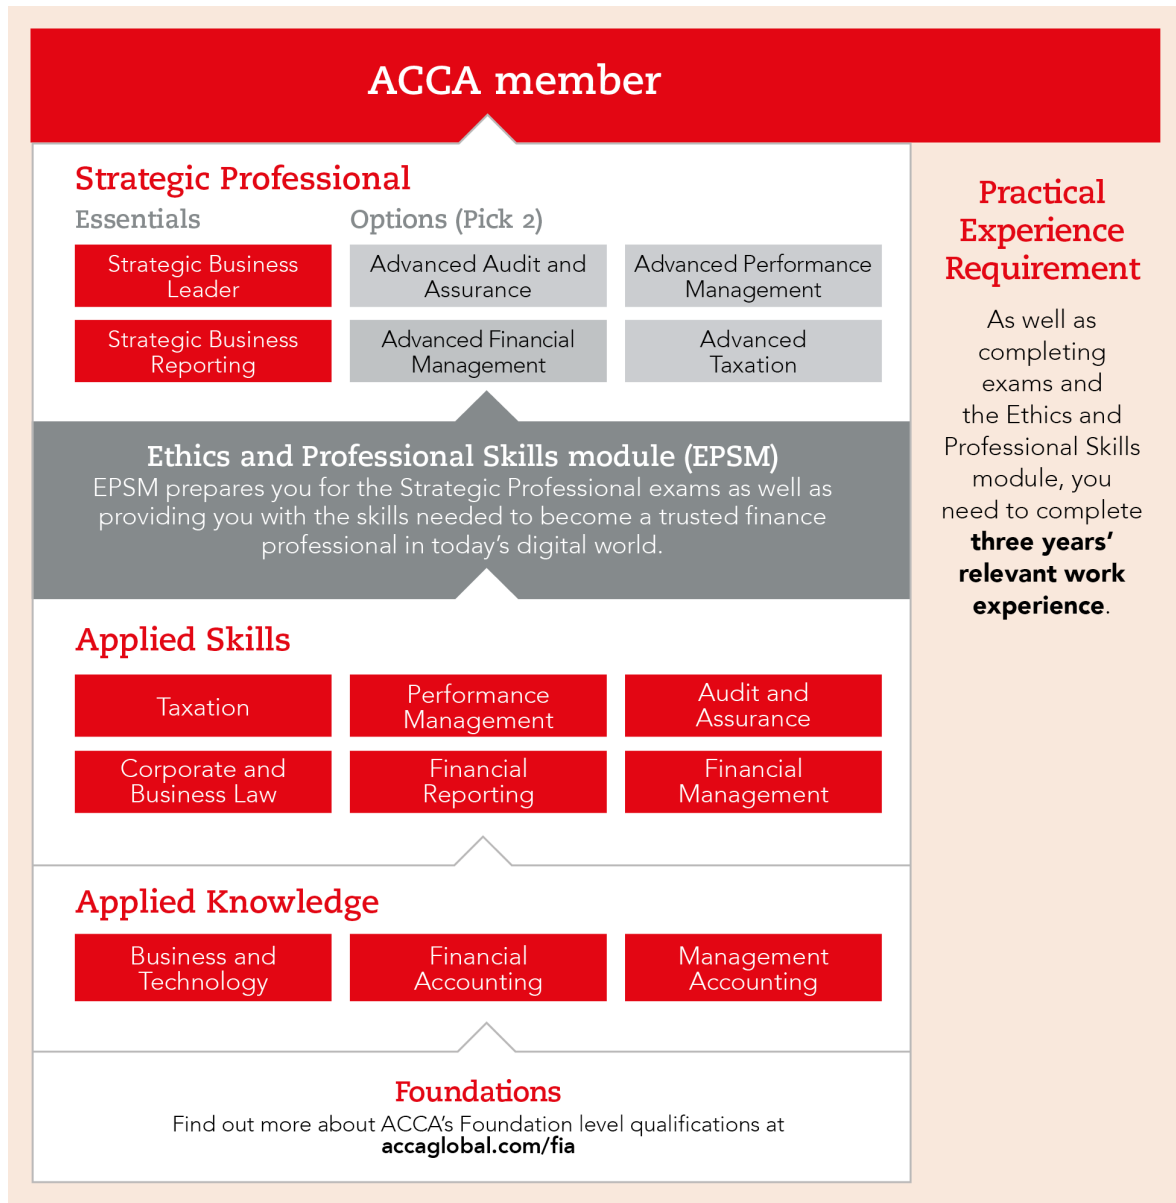 ACCA member
Strategic Professional
Essentials
Options (Pick 2)
Strategic Business
Leader
Advanced Audit and
Assurance
Advanced Performance
Management
Strategic Business
Reporting
Advanced Financial
Management
Advanced
Taxation
Ethics and Professional Skills module (EPSM)
EPSM prepares you for the Strategic Professional exams as well as
providing you with the skills needed to become a trusted finance
professional in today’s digital world.
Applied Skills
Taxation
Performance
Management
Audit and
Assurance
Corporate and
Business Law
Financial
Reporting
Financial
Management
Applied Knowledge
Business and
Technology
Financial
Accounting
Management
Accounting
Foundations
Find out more about ACCA’s Foundation level qualifications at
accaglobal.com/fia
Practical
Experience
Requirement
As well as
completing
exams and
the Ethics and
Professional Skills
module, you
need to complete
three years’
relevant work
experience.